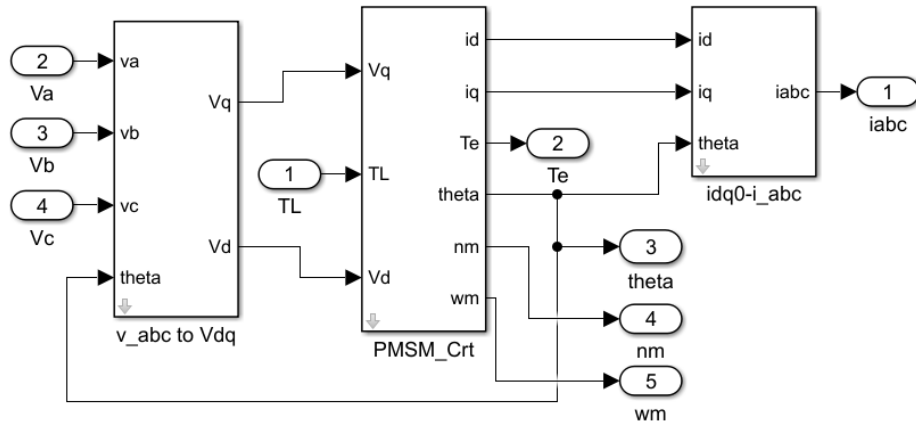 2
Va
3
Vb
4
Vc
va
vb
vc
theta
Vq
Vd
v_abc to Vdq
1
TL
Vq
TL
Vd
id
iq
Te
theta
nm
wm
PMSM_Crt
2
Te
id
iq
theta
iabc
idq0-i_abc
1
iabc
3
theta
4
nm
5
wm